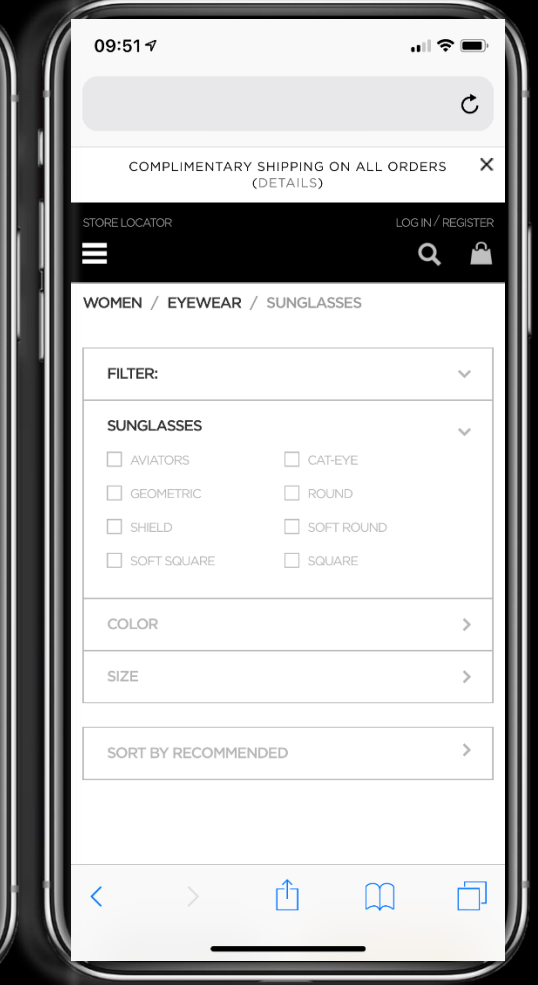 09:51
COMPLIMENTARY SHIPPING ON ALL ORDERS
(DETAILS)
STORE LOCATOR LOG IN / REGISTER
WOMEN / EYEWEAR / SUNGLASSES
FILTER:
SUNGLASSES
AVIATORS CAT-EYE
GEOMETRIC ROUND
SHIELD SOFT ROUND
SOFT SQUARE SQUARE
COLOR
SIZE
SORT BY RECOMMENDED